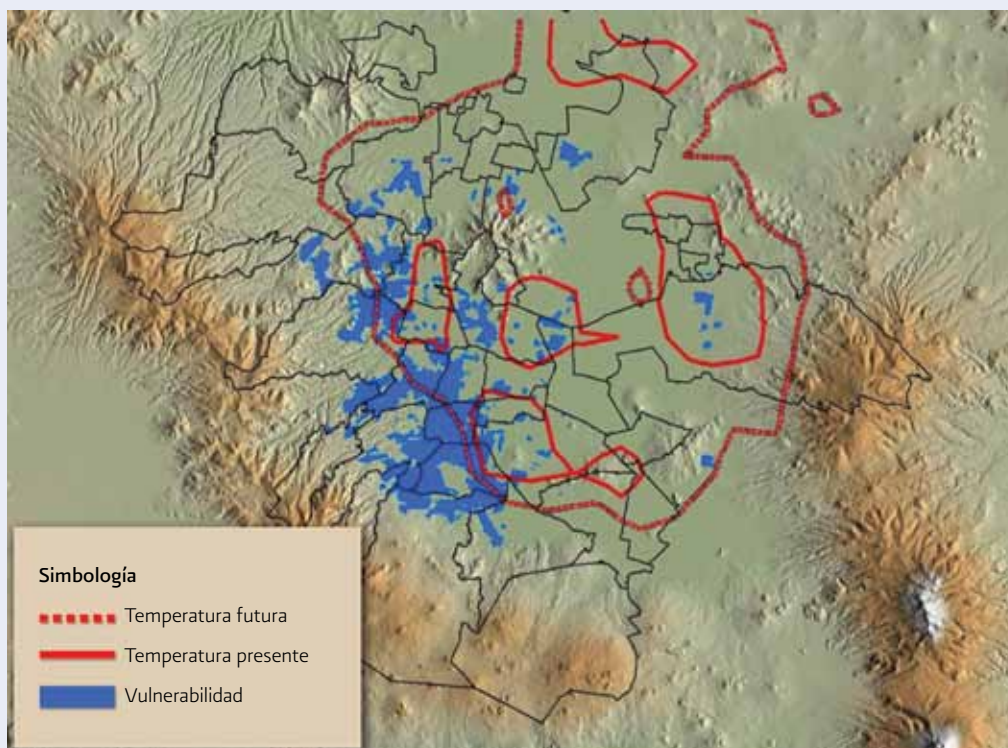 Simbología
Temperatura futura
Temperatura presente
Vulnerabilidad